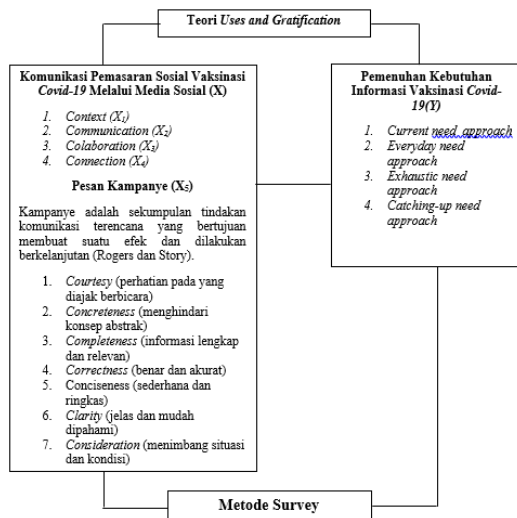 Teori Uses and Gratification
Komunikasi Pemasaran Sosial Vaksinasi
Covid-19 Melalui Media Sosial (X)
1. Context (X₁)
2. Communication (X₂)
3. Colaboration (X₃)
4. Connection (X₄)
Pesan Kampanye (X₅)
Kampanye adalah sekumpulan tindakan
komunikasi terencana yang bertujuan
membuat suatu efek dan dilakukan
berkelanjutan (Rogers dan Story).
1. Courtesy (perhatian pada yang
diajak berbicara)
2. Concreteness (menghindari
konsep abstrak)
3. Completeness (informasi lengkap
dan relevan)
4. Correctness (benar dan akurat)
5. Conciseness (sederhana dan
ringkas)
6. Clarity (jelas dan mudah
dipahami)
7. Consideration (menimbang situasi
dan kondisi)
Pemenuhan Kebutuhan
Informasi Vaksinasi Covid-
19(Y)
1. Current need approach
2. Everyday need
approach
3. Exhaustic need
approach
4. Catching-up need
approach
Metode Survey